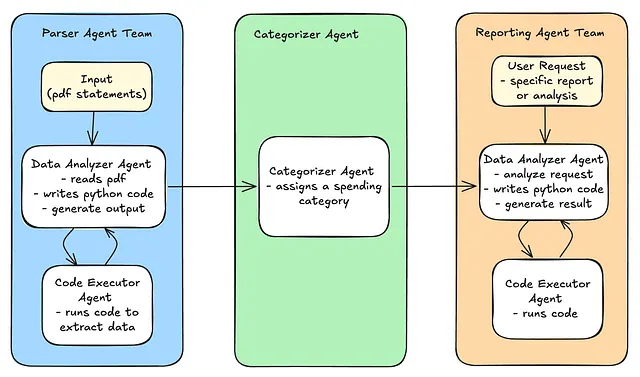 Parser Agent Team
Input
(pdf statements)
Data Analyzer Agent
- reads pdf
- writes python code
- generate output
Code Executor
Agent
- runs code to
extract data
Categorizer Agent
Categorizer Agent
- assigns a spending
category
Reporting Agent Team
User Request
- specific report
or analysis
Data Analyzer Agent
- analyze request
- writes python code
- generate result
Code Executor
Agent
- runs code